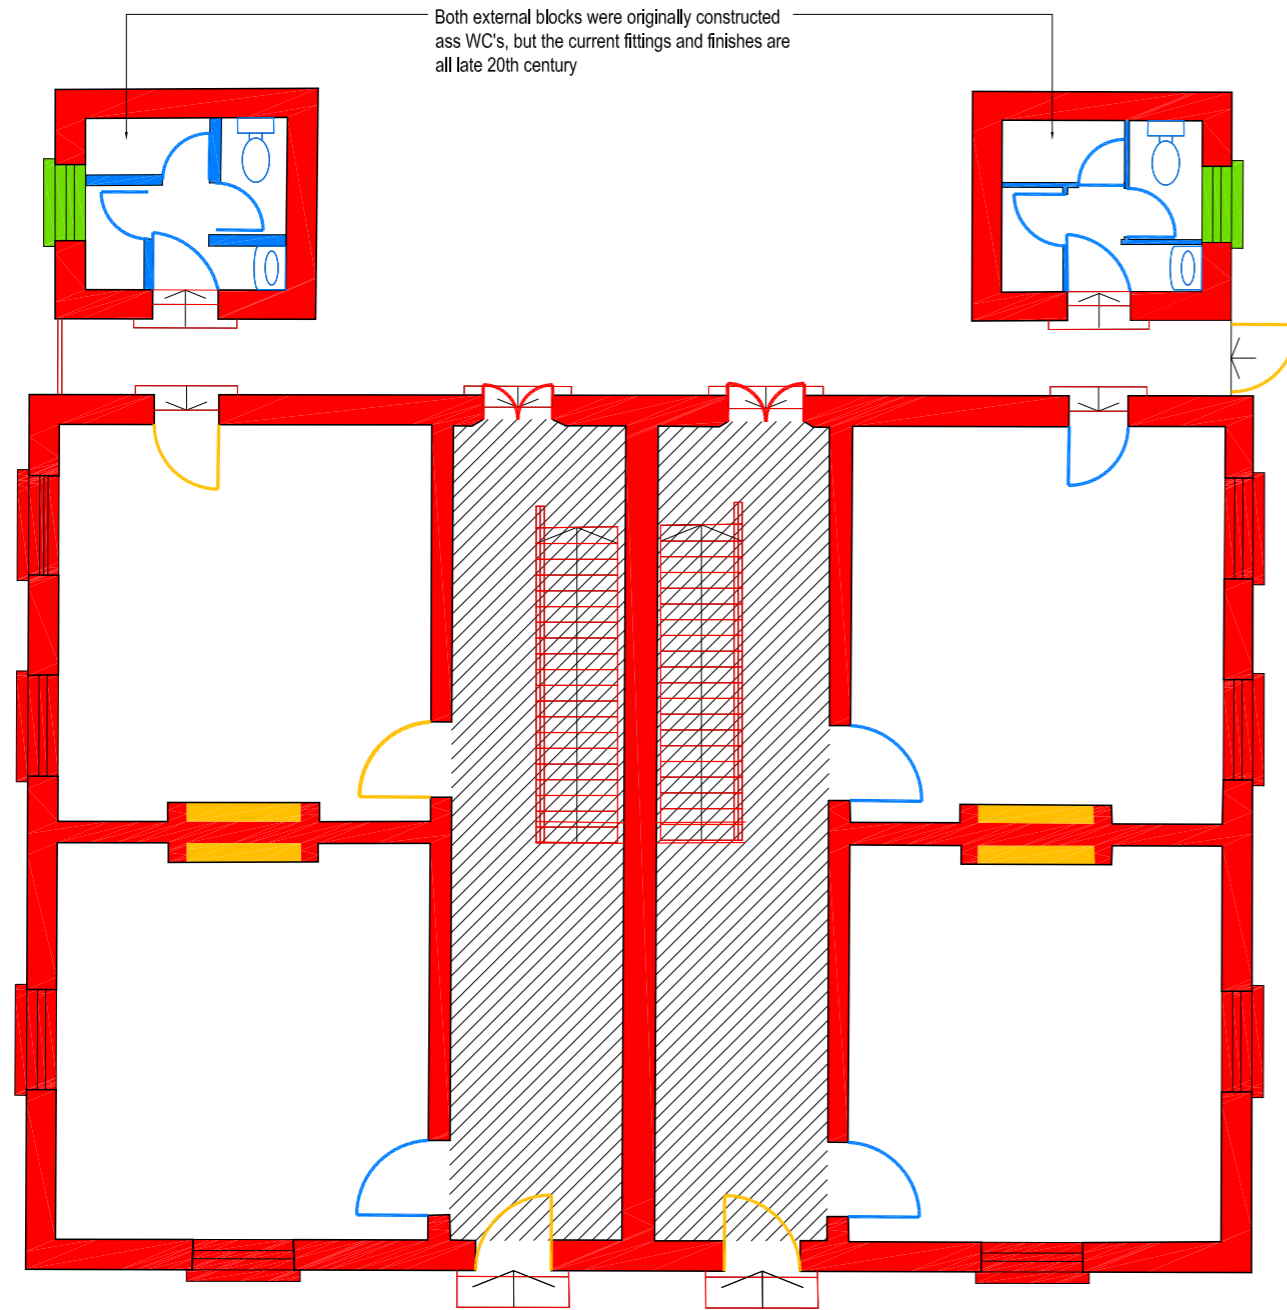 Both external blocks were originally constructed
ass WC's, but the current fittings and finishes are
all late 20th century